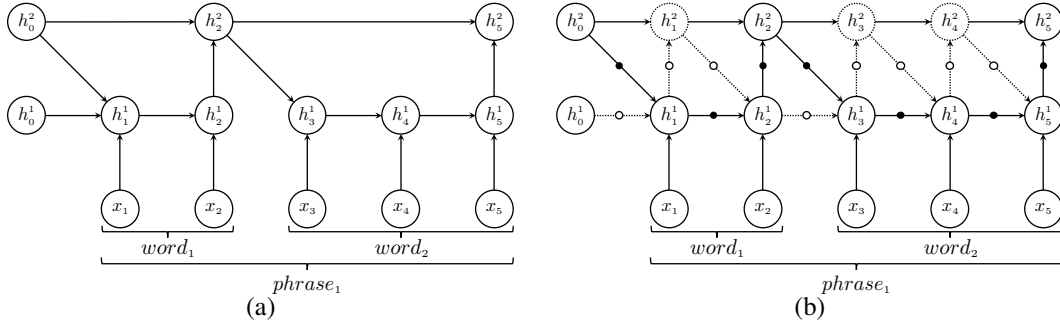 h_0^2 h_2^2 h_5^2 h_0^2 h_1^2 h_2^2 h_3^2 h_4^2 h_5^2
h_0^1 h_1^1 h_2^1 h_3^1 h_4^1 h_5^1 h_0^1 h_1^1 h_2^1 h_3^1 h_4^1 h_5^1
x_1 x_2 x_3 x_4 x_5 x_1 x_2 x_3 x_4 x_5
word_1 word_2 word_1 word_2
phrase_1 phrase_1
(a) (b)